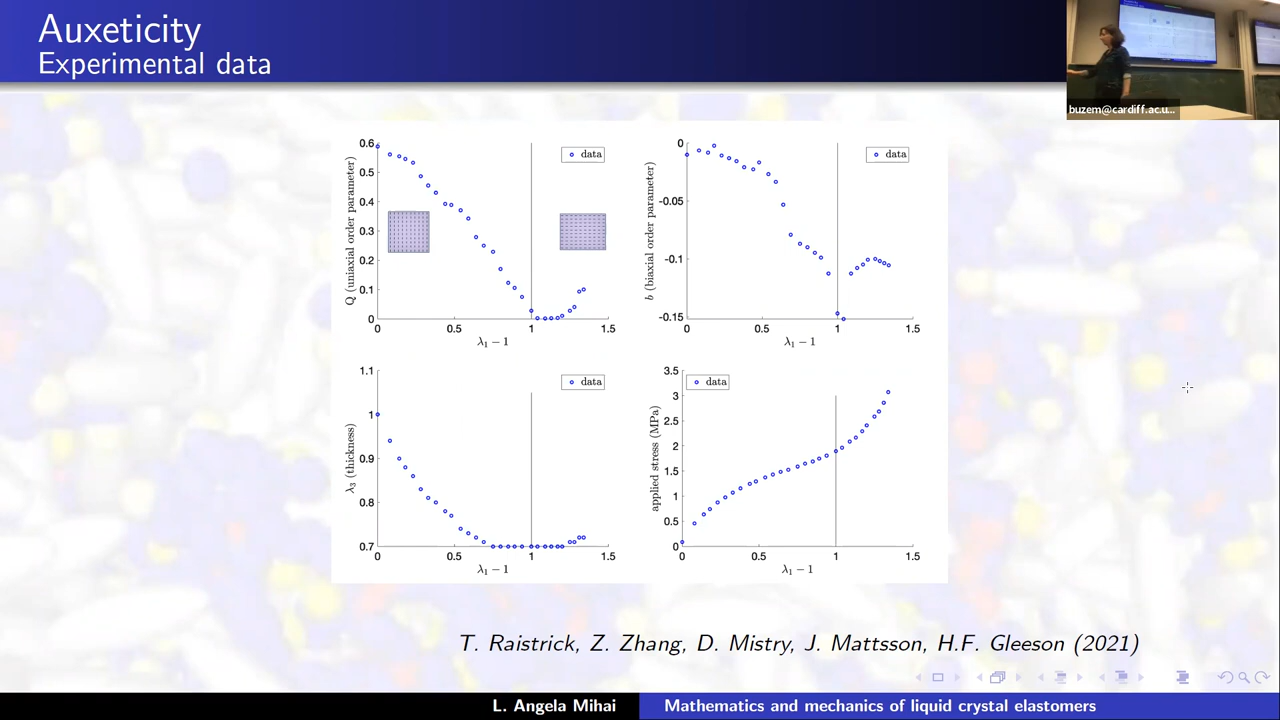 Auxeticity
Experimental data
buzem@cardiff.ac.u...
0.6
0.5
0.4
0.3
0.2
0.1
0
Q (uniaxial order parameter)
data
0
0.5
1
1.5
λ₁ − 1
0
-0.05
-0.1
-0.15
b (biaxial order parameter)
data
0
0.5
1
1.5
λ₁ − 1
1.1
1
0.9
0.8
0.7
λ₃ (thickness)
data
0
0.5
1
1.5
λ₁ − 1
3.5
3
2.5
2
1.5
1
0.5
0
applied stress (MPa)
data
0
0.5
1
1.5
λ₁ − 1
T. Raistrick, Z. Zhang, D. Mistry, J. Mattsson, H.F. Gleeson (2021)
L. Angela Mihai
Mathematics and mechanics of liquid crystal elastomers